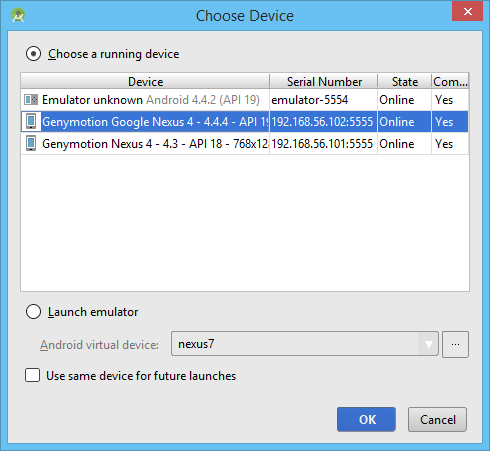 Choose Device
Choose a running device
Device Serial Number State Com...
Emulator unknown Android 4.4.2 (API 19) emulator-5554 Online Yes
Genymotion Google Nexus 4 - 4.4.4 - API 19 192.168.56.102:5555 Online Yes
Genymotion Nexus 4 - 4.3 - API 18 - 768x12 192.168.56.101:5555 Online Yes
Launch emulator
Android virtual device: nexus7 ...
Use same device for future launches
OK Cancel